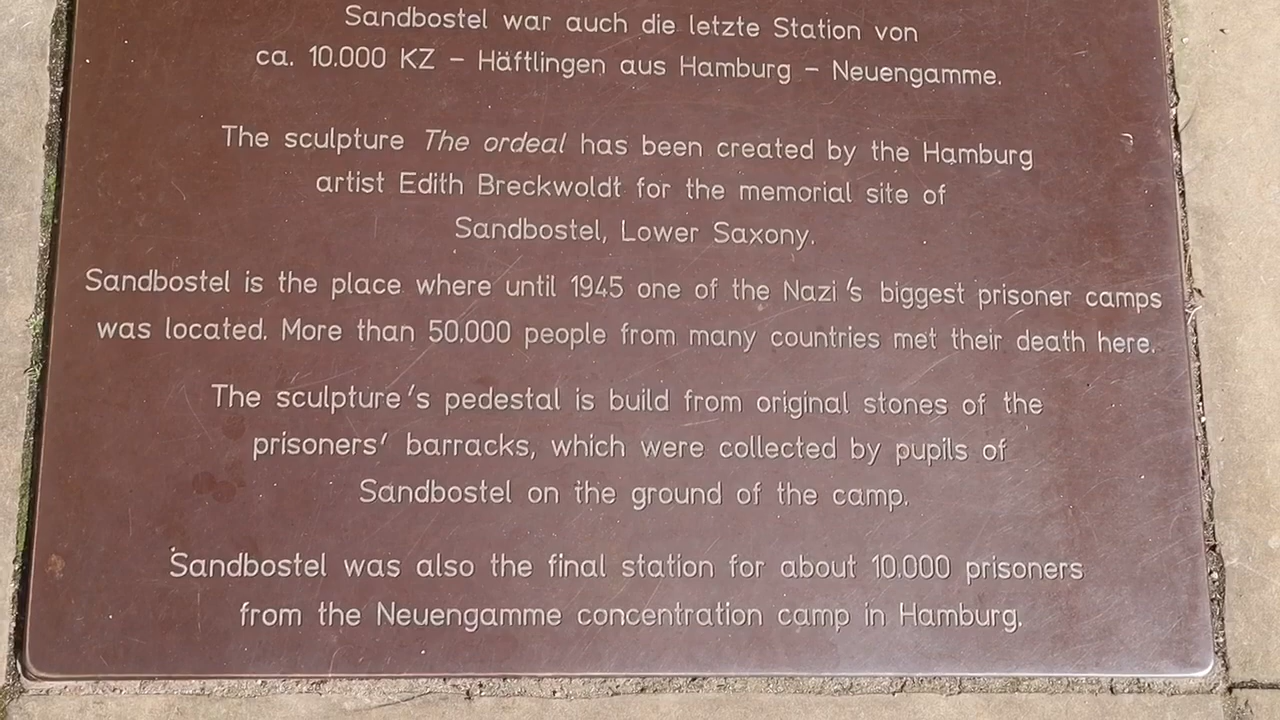 Sandbostel war auch die letzte Station von
ca. 10.000 KZ – Häftlingen aus Hamburg – Neuengamme.
The sculpture The ordeal has been created by the Hamburg
artist Edith Breckwoldt for the memorial site of
Sandbostel, Lower Saxony.
Sandbostel is the place where until 1945 one of the Nazi's biggest prisoner camps
was located. More than 50.000 people from many countries met their death here.
The sculpture's pedestal is build from original stones of the
prisoners' barracks, which were collected by pupils of
Sandbostel on the ground of the camp.
Sandbostel was also the final station for about 10.000 prisoners
from the Neuengamme concentration camp in Hamburg.